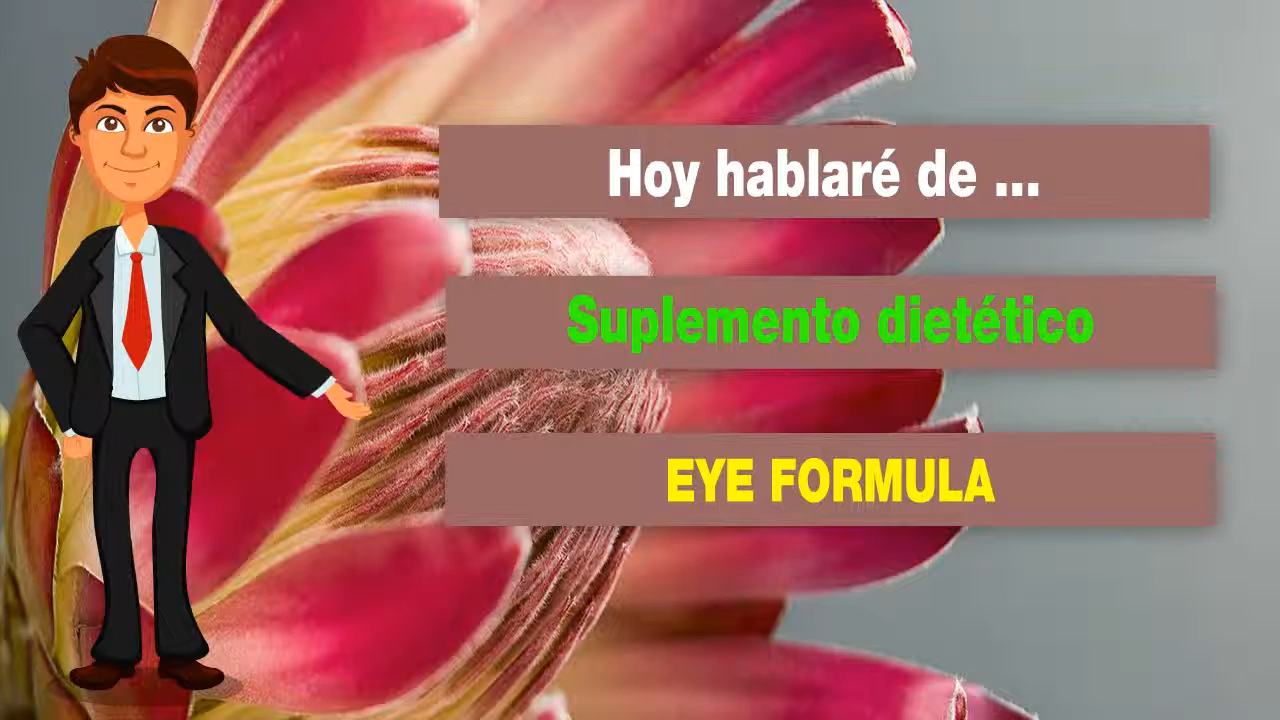 Hoy hablaré de ...
Suplemento dietético
EYE FORMULA